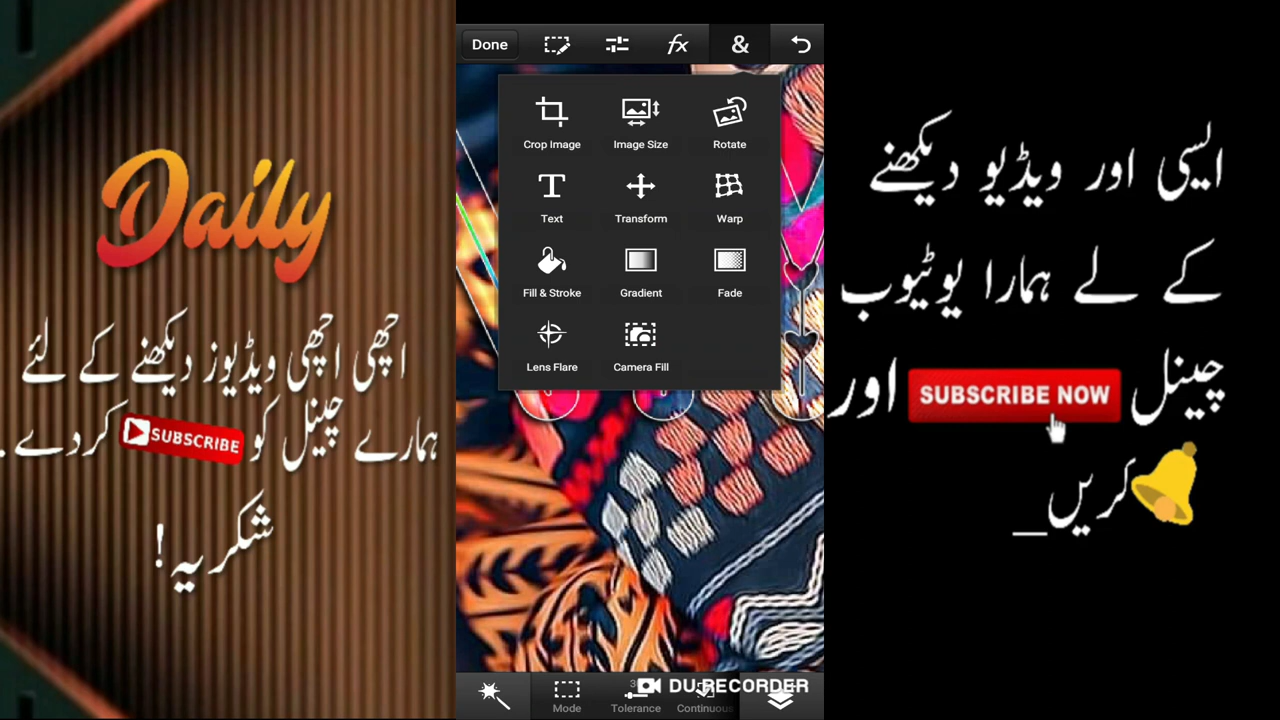 Daily
اچھی اچھی ویڈیوز دیکھنے کے لئے
ہمارے چینل کو SUBSCRIBE کردے.
شکریہ!
Done fx &
Crop Image Image Size Rotate
Text Transform Warp
Fill & Stroke Gradient Fade
Lens Flare Camera Fill
DU RECORDER
Mode Tolerance Continuous
ایسی اور ویڈیو دیکھنے
کے لے ہمارا یوٹیوب
چینل SUBSCRIBE NOW اور
کریں_